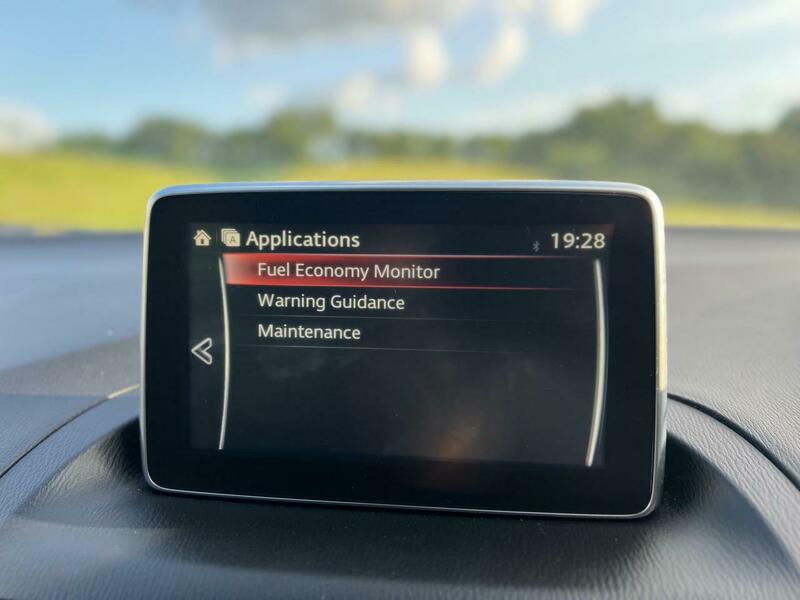 A Applications 19:28
Fuel Economy Monitor
Warning Guidance
Maintenance